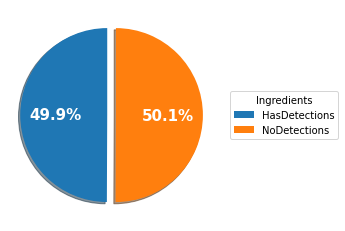 49.9%
50.1%
Ingredients
HasDetections
NoDetections